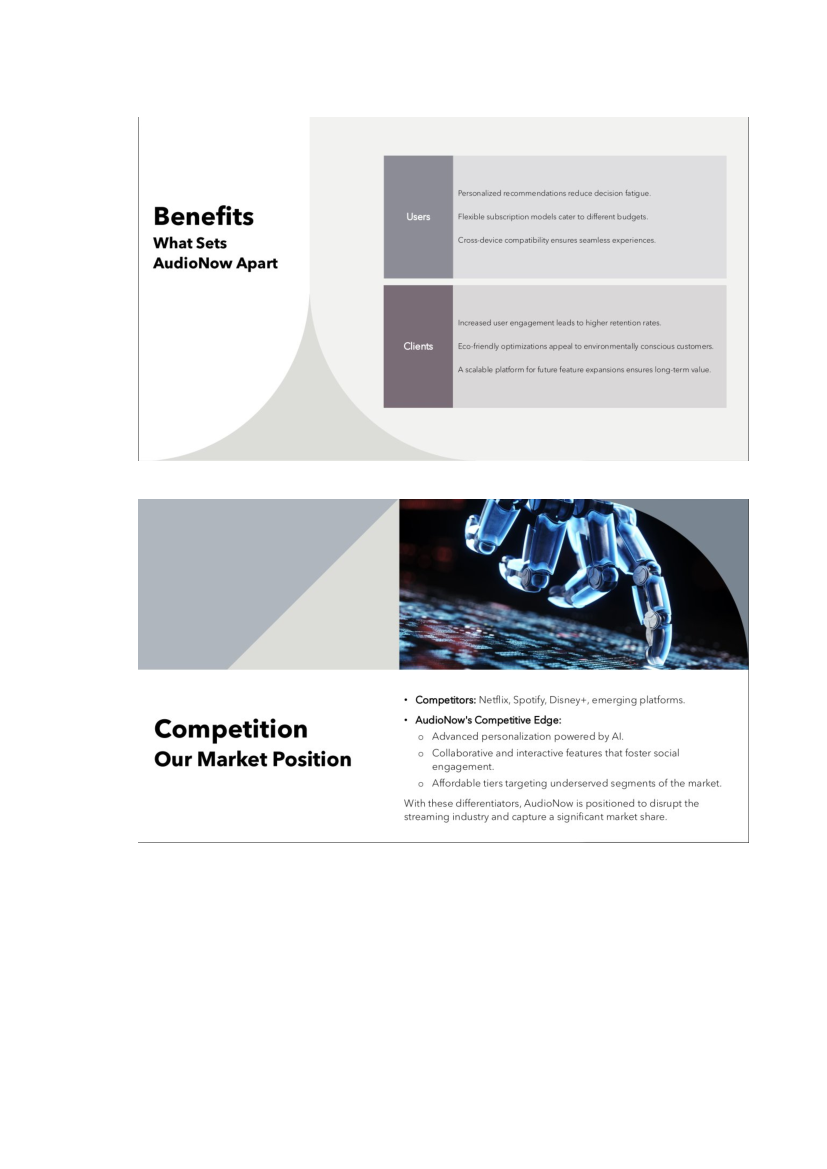 Benefits
What Sets
AudioNow Apart
Users
Personalized recommendations reduce decision fatigue.
Flexible subscription models cater to different budgets.
Cross-device compatibility ensures seamless experiences.
Clients
Increased user engagement leads to higher retention rates.
Eco-friendly optimizations appeal to environmentally conscious customers.
A scalable platform for future feature expansions ensures long-term value.
Competition
Our Market Position
• Competitors: Netflix, Spotify, Disney+, emerging platforms.
• AudioNow's Competitive Edge:
o Advanced personalization powered by AI.
o Collaborative and interactive features that foster social
engagement.
o Affordable tiers targeting underserved segments of the market.
With these differentiators, AudioNow is positioned to disrupt the
streaming industry and capture a significant market share.